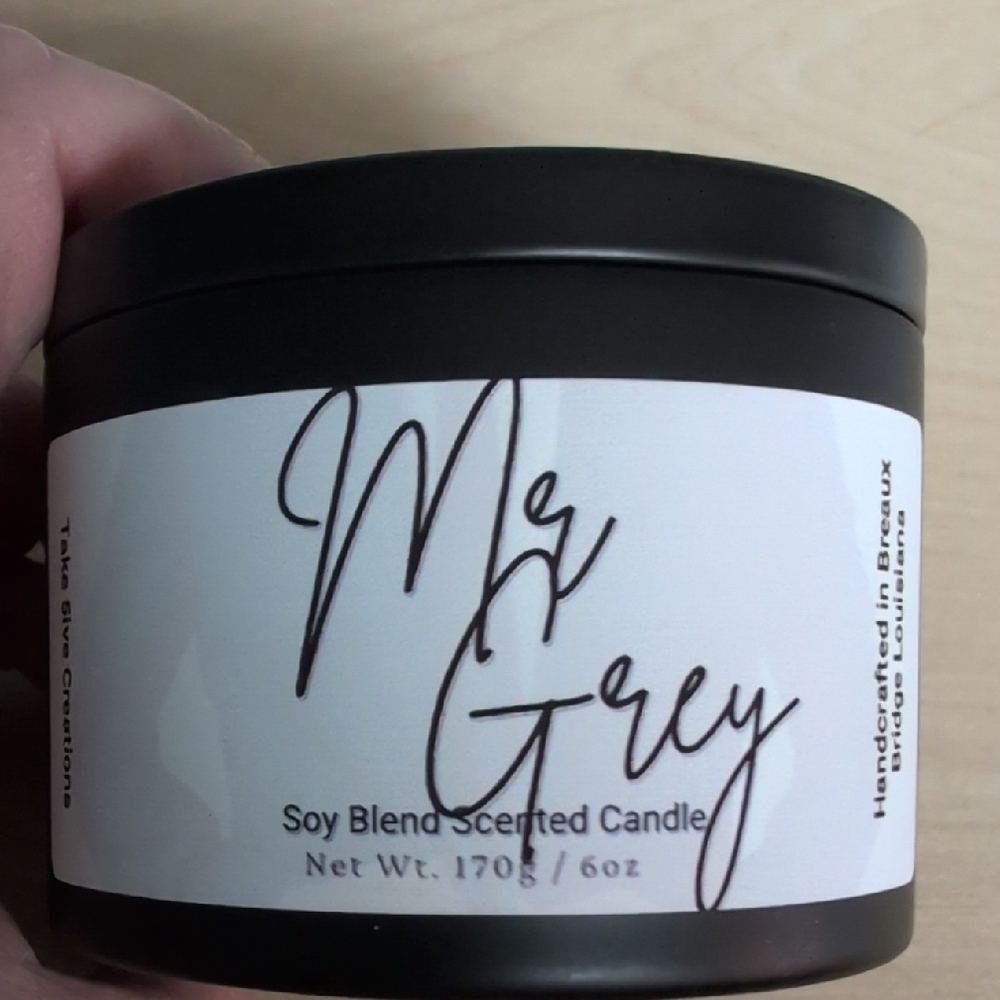 Mr
Grey
Soy Blend Scented Candle
Net Wt. 170g / 6oz
Take 5ive Creations
Handcrafted in Breaux
Bridge Louisiana